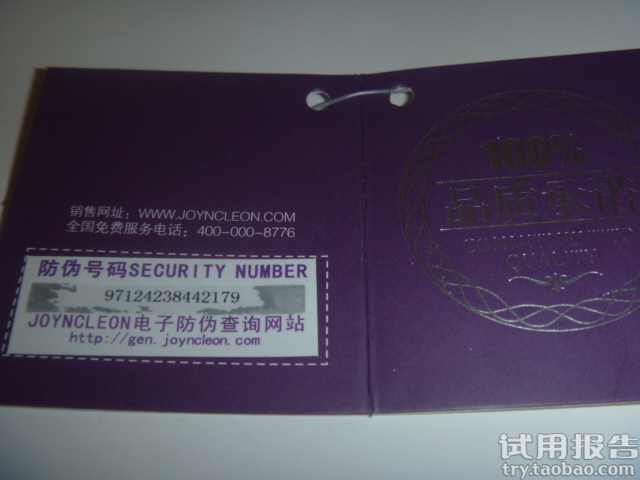 销售网址：WWW.JOYNCLEON.COM
全国免费服务电话：400-000-8776
防伪号码SECURITY NUMBER
97124238442179
JOYNCLEON电子防伪查询网站
http://gen.joyncleon.com
100%
品质承诺
QUALITY
试用报告
try.taobao.com